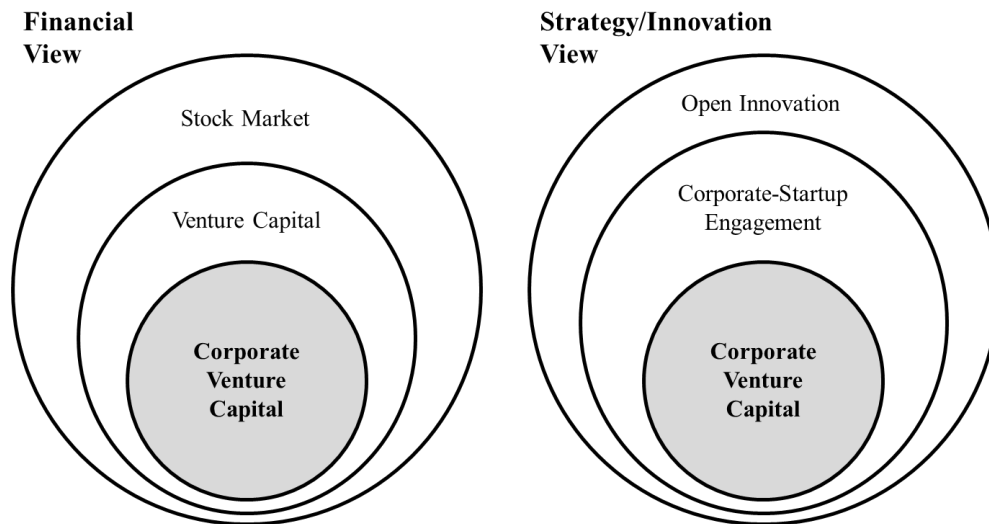 Financial
View
Stock Market
Venture Capital
Corporate
Venture
Capital
Strategy/Innovation
View
Open Innovation
Corporate-Startup
Engagement
Corporate
Venture
Capital